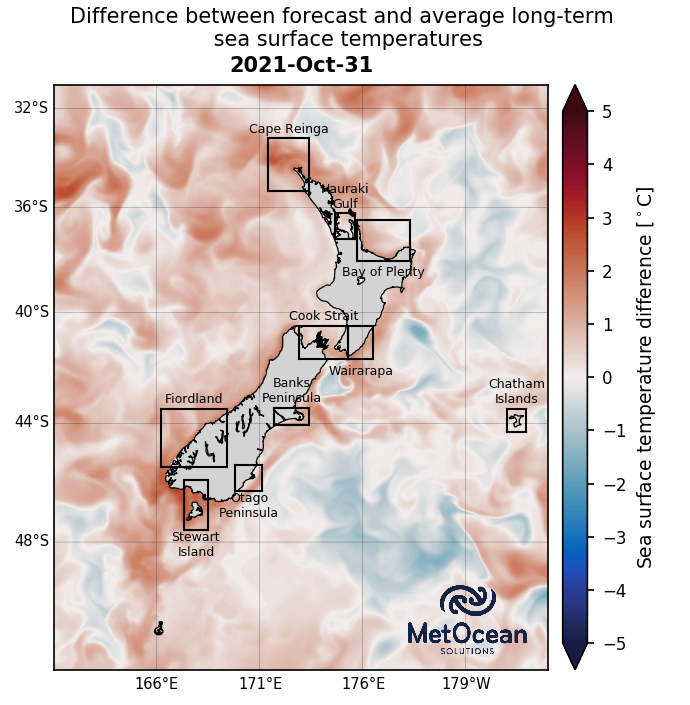 Difference between forecast and average long-term
sea surface temperatures
2021-Oct-31
32°S
36°S
40°S
44°S
48°S
166°E
171°E
176°E
179°W
Cape Reinga
Hauraki
Gulf
Bay of Plenty
Cook Strait
Wairarapa
Banks
Peninsula
Fiordland
Chatham
Islands
Otago
Peninsula
Stewart
Island
MetOcean
SOLUTIONS
5
4
3
2
1
0
−1
−2
−3
−4
−5
Sea surface temperature difference [°C]